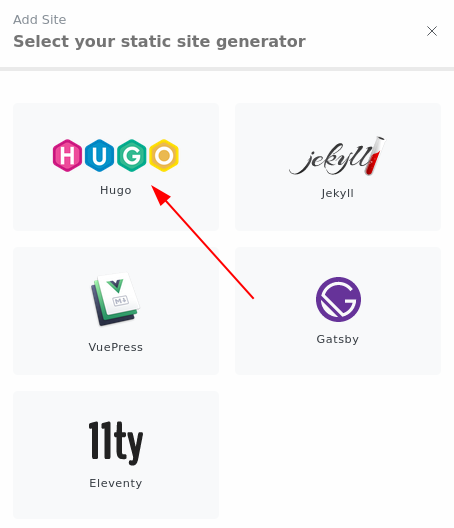 Add Site
Select your static site generator
HUGO
Hugo
jekyll
Jekyll
M↓
VuePress
Gatsby
11ty
Eleventy